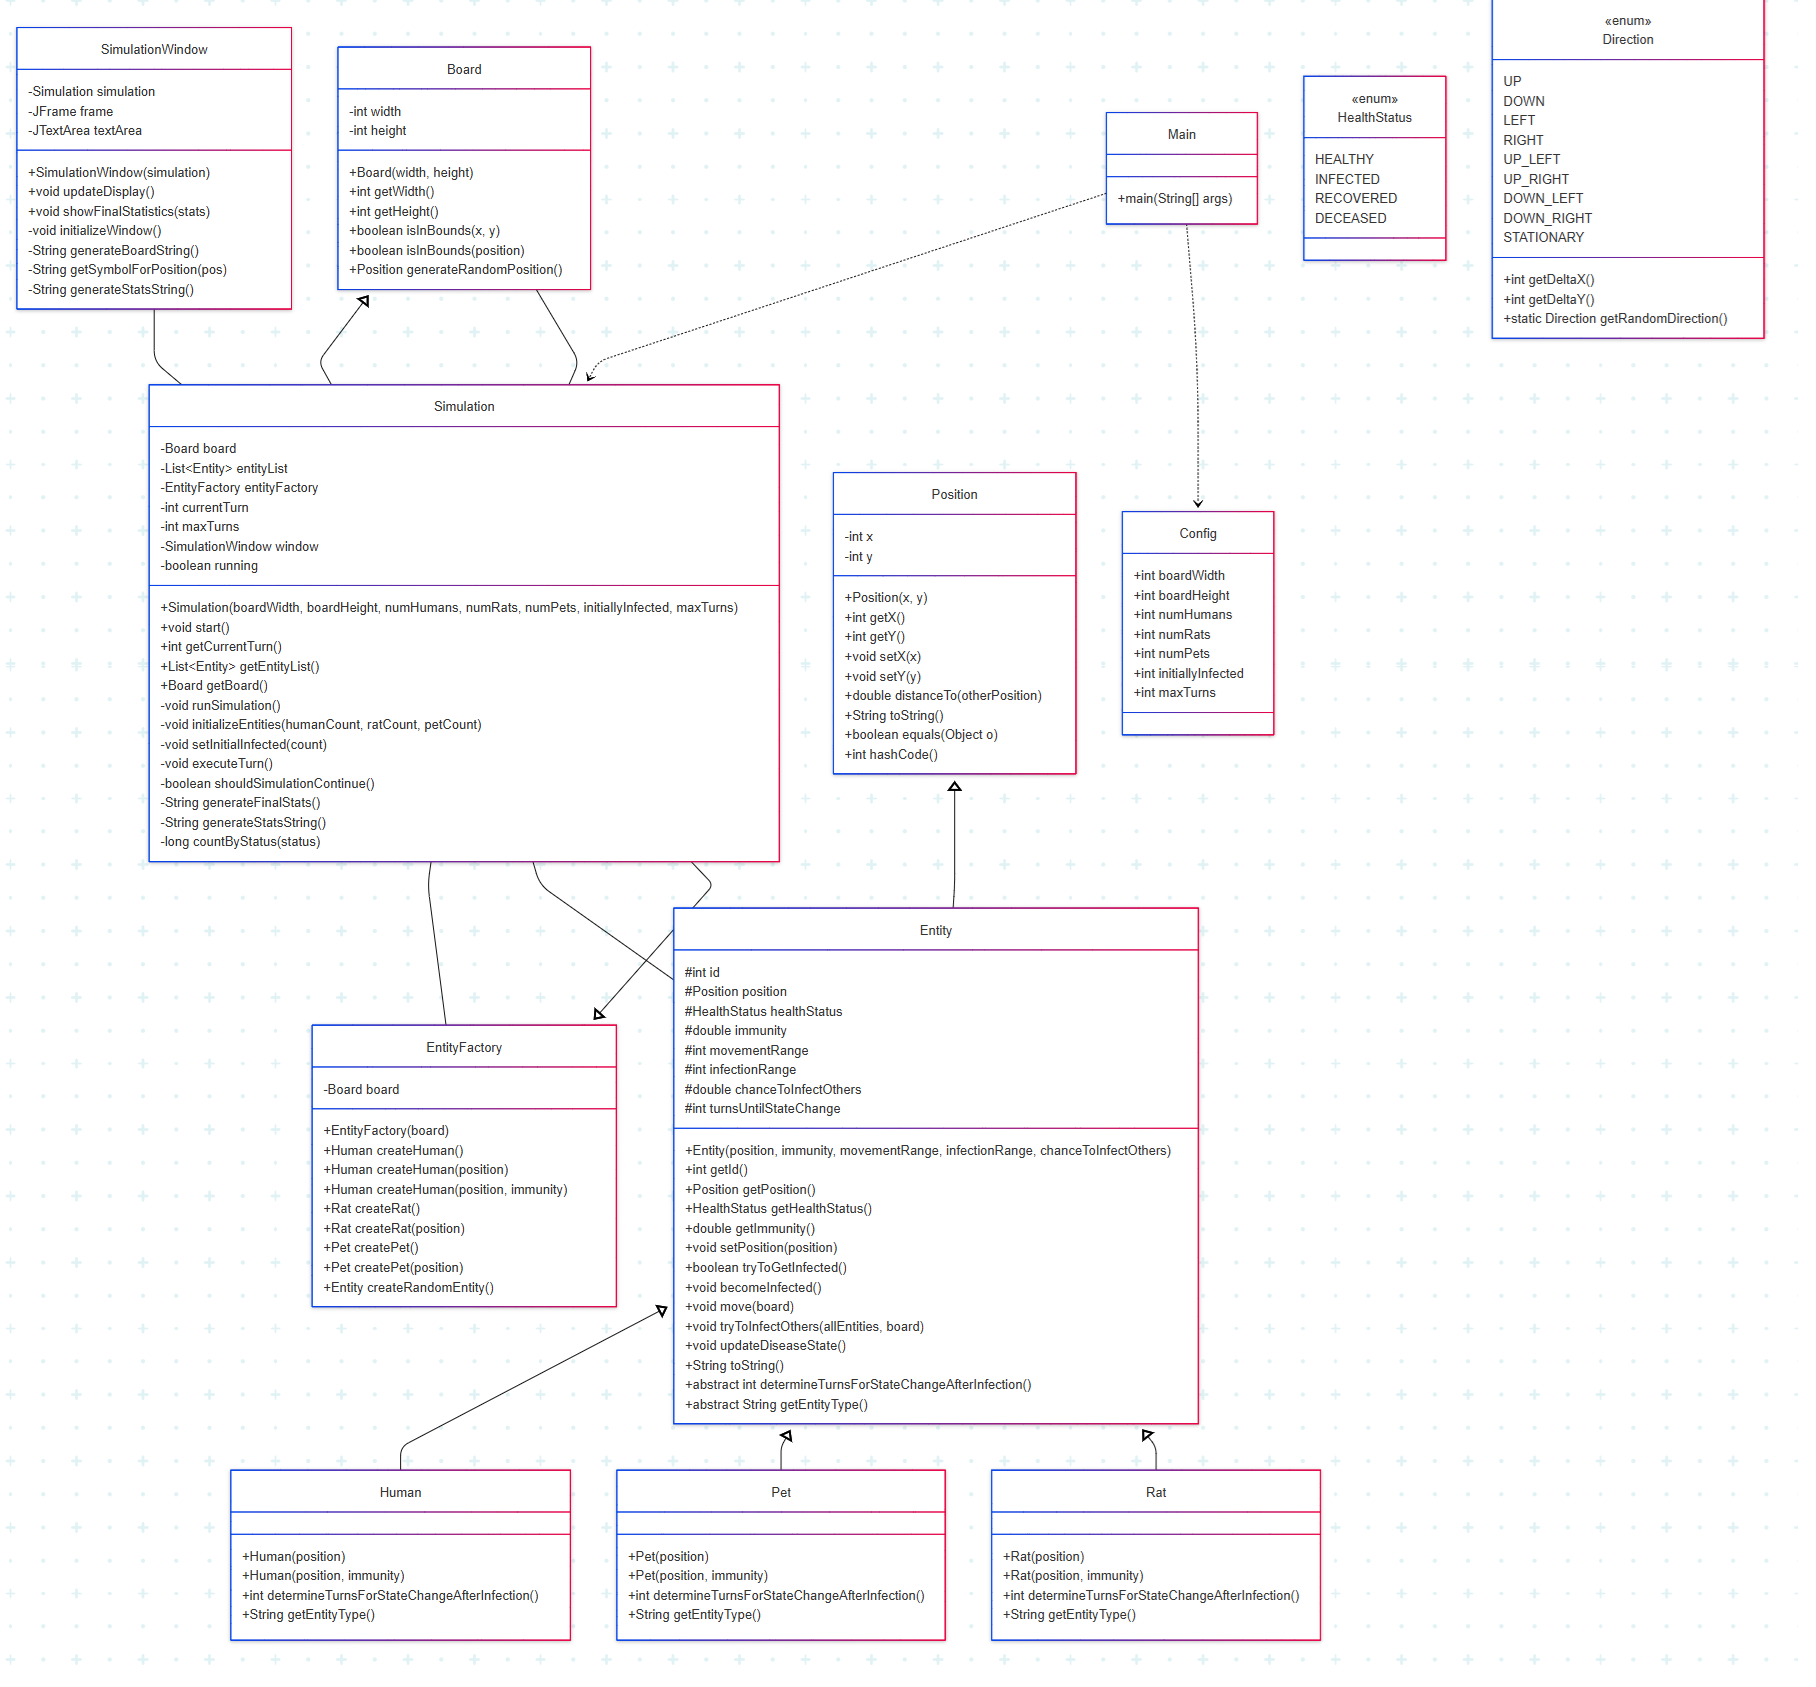 SimulationWindow
-Simulation simulation
-JFrame frame
-JTextArea textArea
+SimulationWindow(simulation)
+void updateDisplay()
+void showFinalStatistics(stats)
-void initializeWindow()
-String generateBoardString()
-String getSymbolForPosition(pos)
-String generateStatsString()
Board
-int width
-int height
+Board(width, height)
+int getWidth()
+int getHeight()
+boolean isInBounds(x, y)
+boolean isInBounds(position)
+Position generateRandomPosition()
Main
+main(String[] args)
«enum»
HealthStatus
HEALTHY
INFECTED
RECOVERED
DECEASED
«enum»
Direction
UP
DOWN
LEFT
RIGHT
UP_LEFT
UP_RIGHT
DOWN_LEFT
DOWN_RIGHT
STATIONARY
+int getDeltaX()
+int getDeltaY()
+static Direction getRandomDirection()
Simulation
-Board board
-List<Entity> entityList
-EntityFactory entityFactory
-int currentTurn
-int maxTurns
-SimulationWindow window
-boolean running
+Simulation(boardWidth, boardHeight, numHumans, numRats, numPets, initiallyInfected, maxTurns)
+void start()
+int getCurrentTurn()
+List<Entity> getEntityList()
+Board getBoard()
-void runSimulation()
-void initializeEntities(humanCount, ratCount, petCount)
-void setInitialInfected(count)
-void executeTurn()
-boolean shouldSimulationContinue()
-String generateFinalStats()
-String generateStatsString()
-long countByStatus(status)
Position
-int x
-int y
+Position(x, y)
+int getX()
+int getY()
+void setX(x)
+void setY(y)
+double distanceTo(otherPosition)
+String toString()
+boolean equals(Object o)
+int hashCode()
Config
+int boardWidth
+int boardHeight
+int numHumans
+int numRats
+int numPets
+int initiallyInfected
+int maxTurns
Entity
#int id
#Position position
#HealthStatus healthStatus
#double immunity
#int movementRange
#int infectionRange
#double chanceToInfectOthers
#int turnsUntilStateChange
+Entity(position, immunity, movementRange, infectionRange, chanceToInfectOthers)
+int getId()
+Position getPosition()
+HealthStatus getHealthStatus()
+double getImmunity()
+void setPosition(position)
+boolean tryToGetInfected()
+void becomeInfected()
+void move(board)
+void tryToInfectOthers(allEntities, board)
+void updateDiseaseState()
+String toString()
+abstract int determineTurnsForStateChangeAfterInfection()
+abstract String getEntityType()
EntityFactory
-Board board
+EntityFactory(board)
+Human createHuman()
+Human createHuman(position)
+Human createHuman(position, immunity)
+Rat createRat()
+Rat createRat(position)
+Pet createPet()
+Pet createPet(position)
+Entity createRandomEntity()
Human
+Human(position)
+Human(position, immunity)
+int determineTurnsForStateChangeAfterInfection()
+String getEntityType()
Pet
+Pet(position)
+Pet(position, immunity)
+int determineTurnsForStateChangeAfterInfection()
+String getEntityType()
Rat
+Rat(position)
+Rat(position, immunity)
+int determineTurnsForStateChangeAfterInfection()
+String getEntityType()